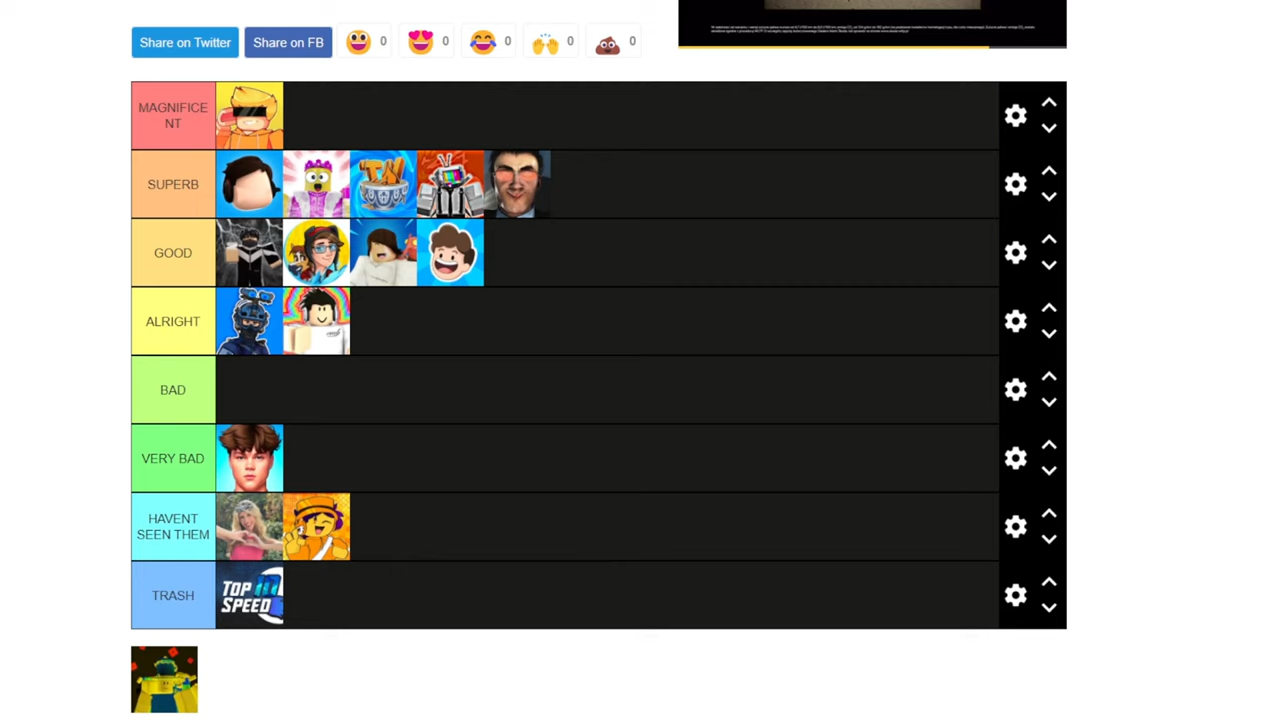 Share on Twitter
Share on FB
0
0
0
0
0
MAGNIFICE
NT
SUPERB
GOOD
ALRIGHT
BAD
VERY BAD
HAVENT
SEEN THEM
TRASH
TOP
SPEED